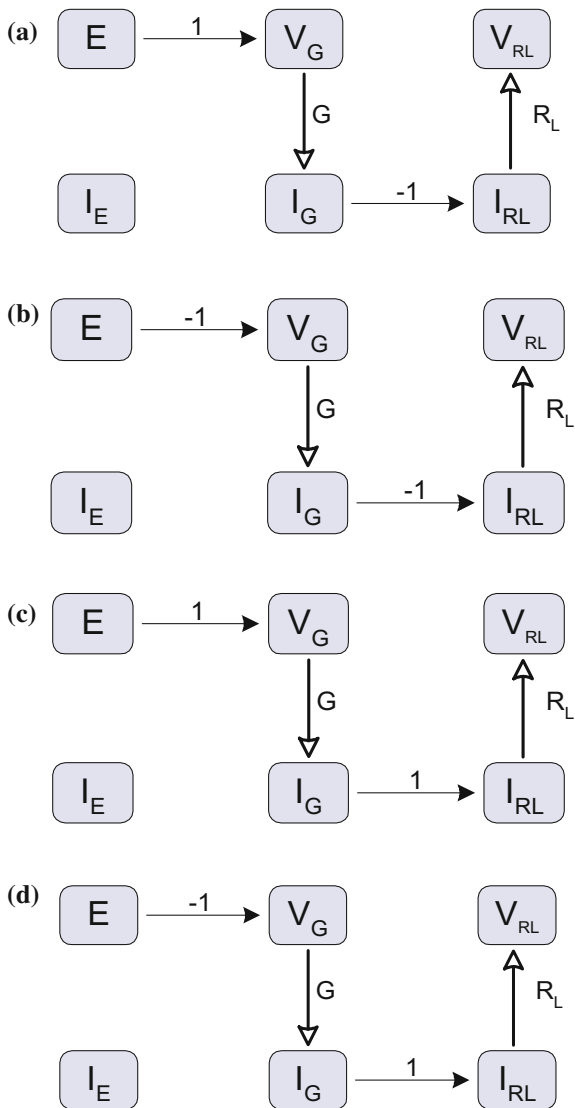 (a) E 1 V_G V_RL
G R_L
I_E I_G -1 I_RL
(b) E -1 V_G V_RL
G R_L
I_E I_G -1 I_RL
(c) E 1 V_G V_RL
G R_L
I_E I_G 1 I_RL
(d) E -1 V_G V_RL
G R_L
I_E I_G 1 I_RL